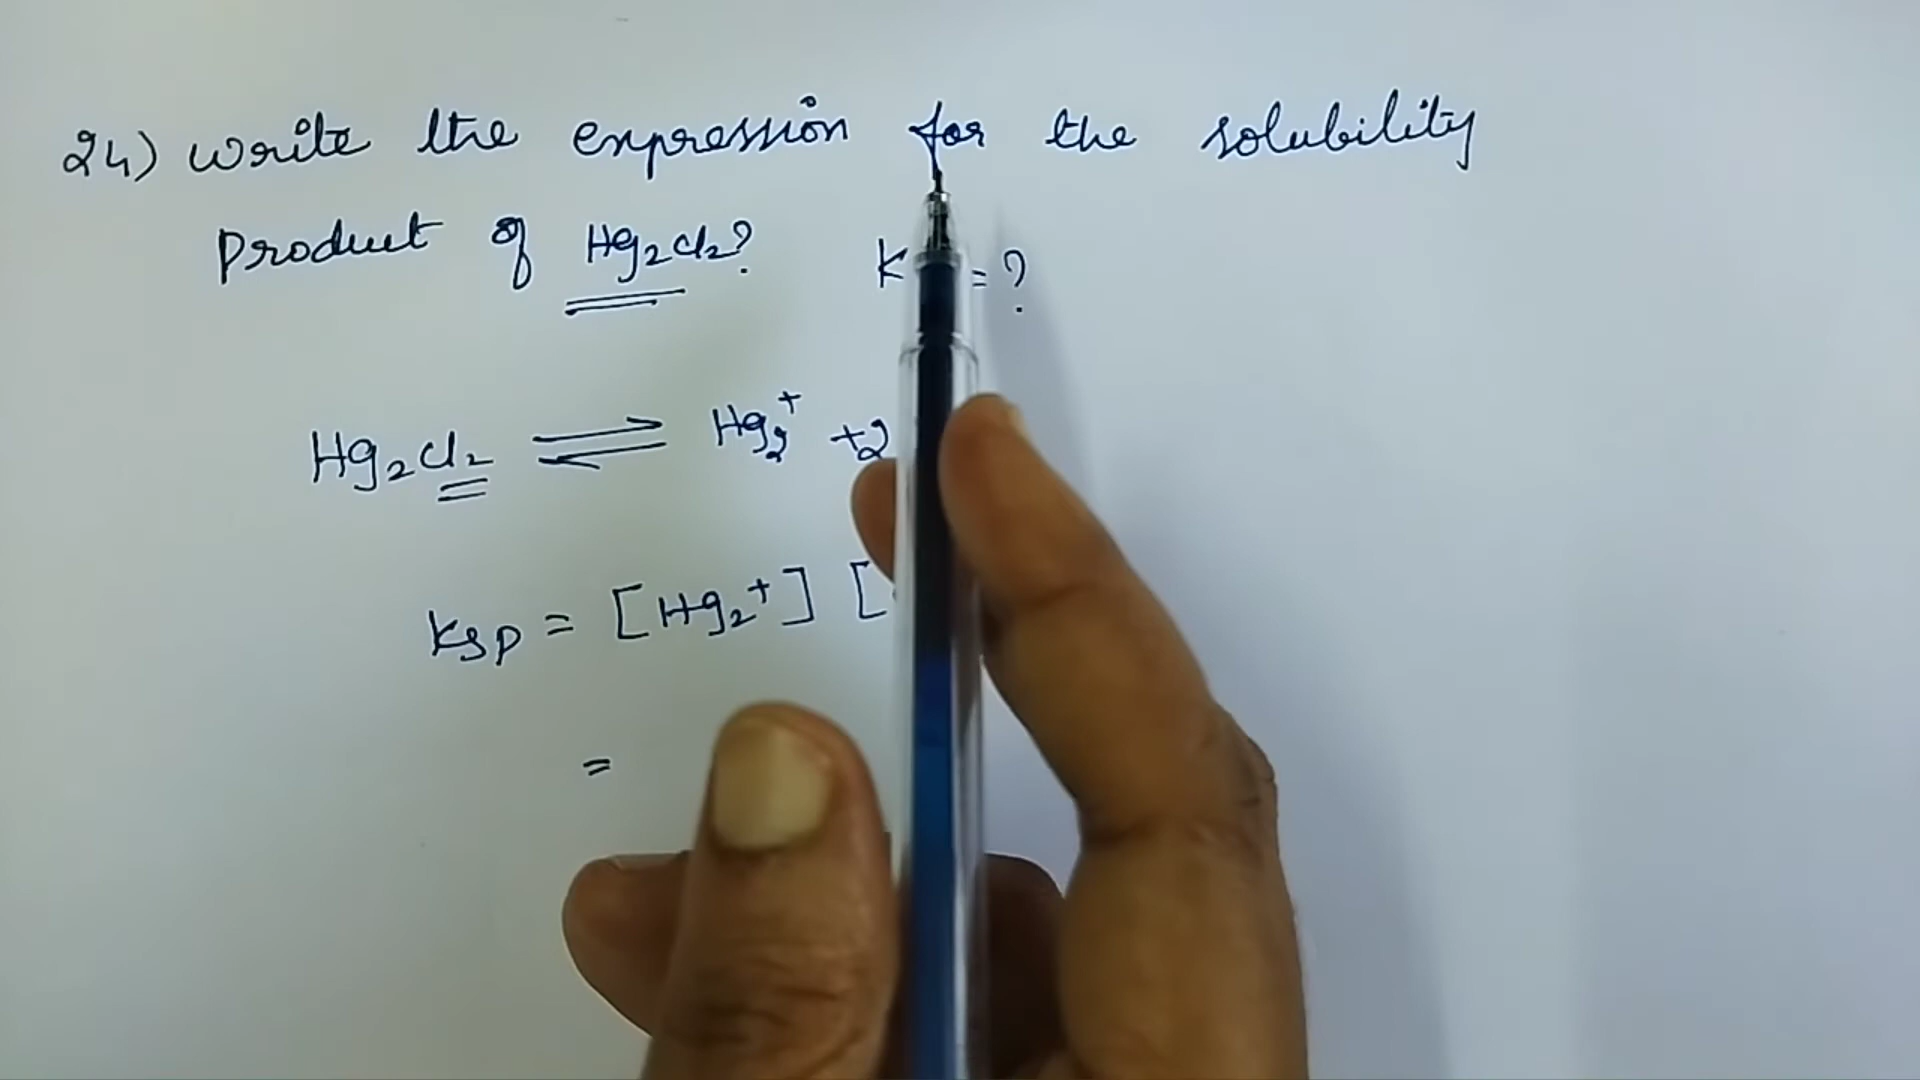 24) write the expression for the solubility
Product of Hg₂Cl₂?   K = ?
Hg₂Cl₂ ⇌ Hg₂⁺ +2
Ksp = [Hg₂⁺] [
=